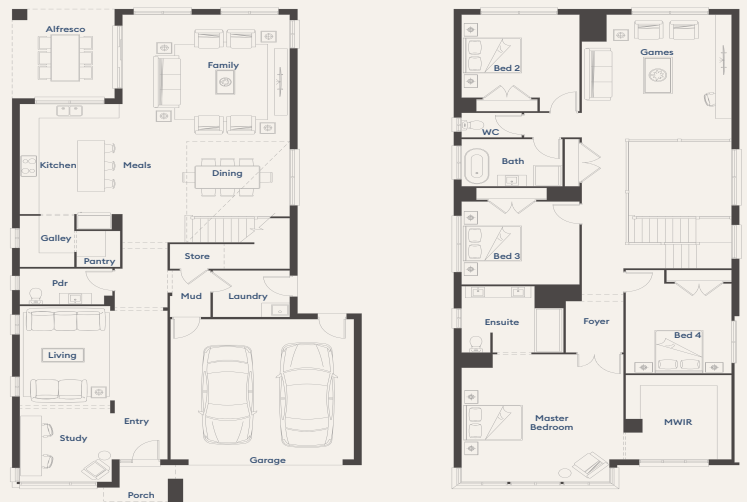 Alfresco
Family
Kitchen
Meals
Dining
Galley
Pantry
Store
Pdr
Mud
Laundry
Living
Study
Entry
Garage
Porch
Bed 2
Games
WC
Bath
Bed 3
Ensuite
Foyer
Bed 4
Master
Bedroom
MWIR